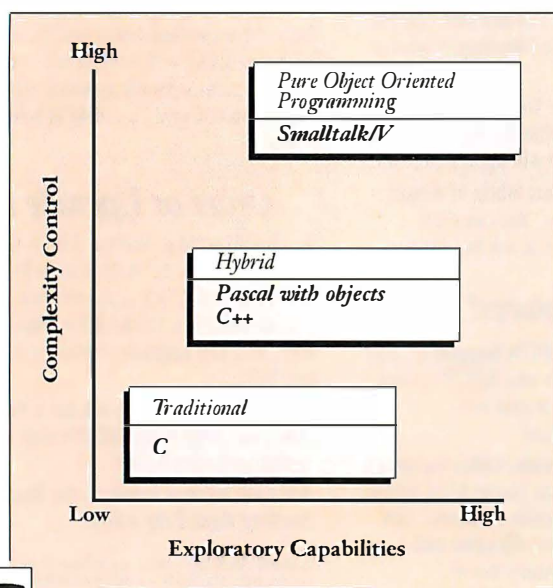 High
Pure Object Oriented
Programming
Smalltalk/V
Complexity Control
Hybrid
Pascal with objects
C++
Traditional
C
Low
High
Exploratory Capabilities